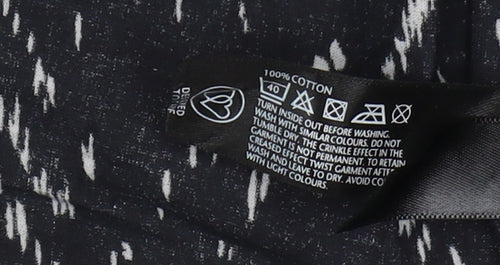 100% COTTON
40
TURN INSIDE OUT BEFORE WASHING.
WASH WITH SIMILAR COLOURS. DO NOT
TUMBLE DRY. THE CRINKLE EFFECT IN THE
GARMENT IS NOT PERMANENT. TO RETAIN
CREASED EFFECT TWIST GARMENT AFTER
WASHING AND LEAVE TO DRY. AVOID
WITH LIGHT COLOURS.